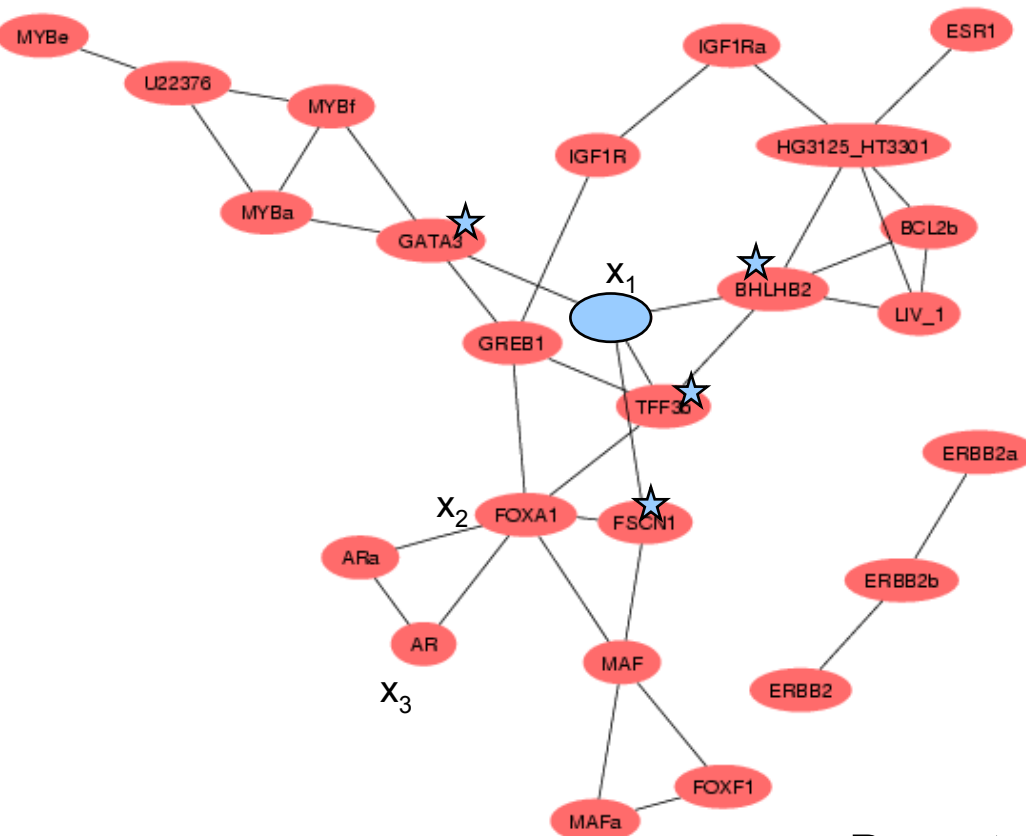 MYBe
ESR1
IGF1Ra
U22376
MYBf
HG3125_HT3301
IGF1R
MYBa
BCL2b
GATA3
x1
BHLHB2
LIV_1
GREB1
TFF3b
ERBB2a
x2
FOXA1
FSCN1
ARa
ERBB2b
AR
MAF
x3
ERBB2
FOXF1
MAFa